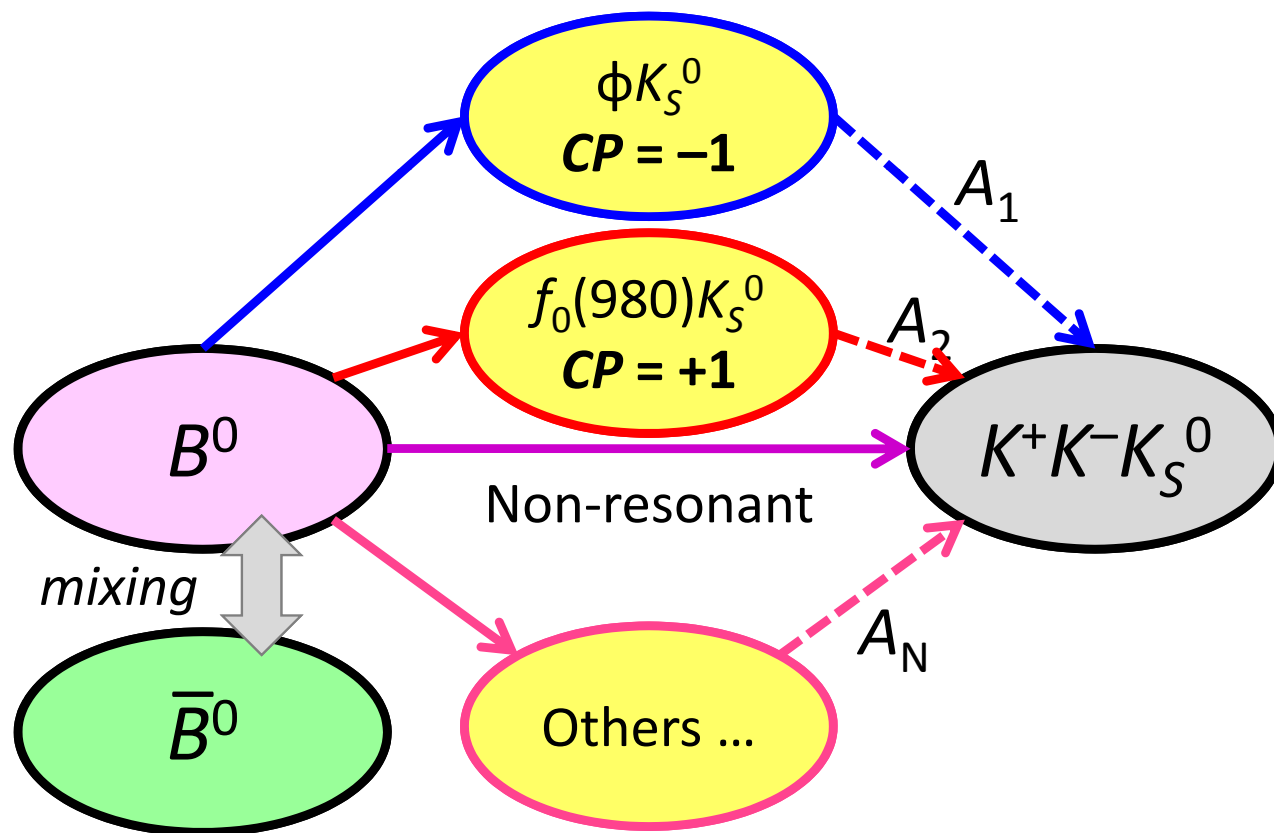 ϕK_S^0
CP = –1
A_1
f_0(980)K_S^0
CP = +1
A_2
B^0
K^+K^–K_S^0
Non-resonant
mixing
A_N
B̅^0
Others ...